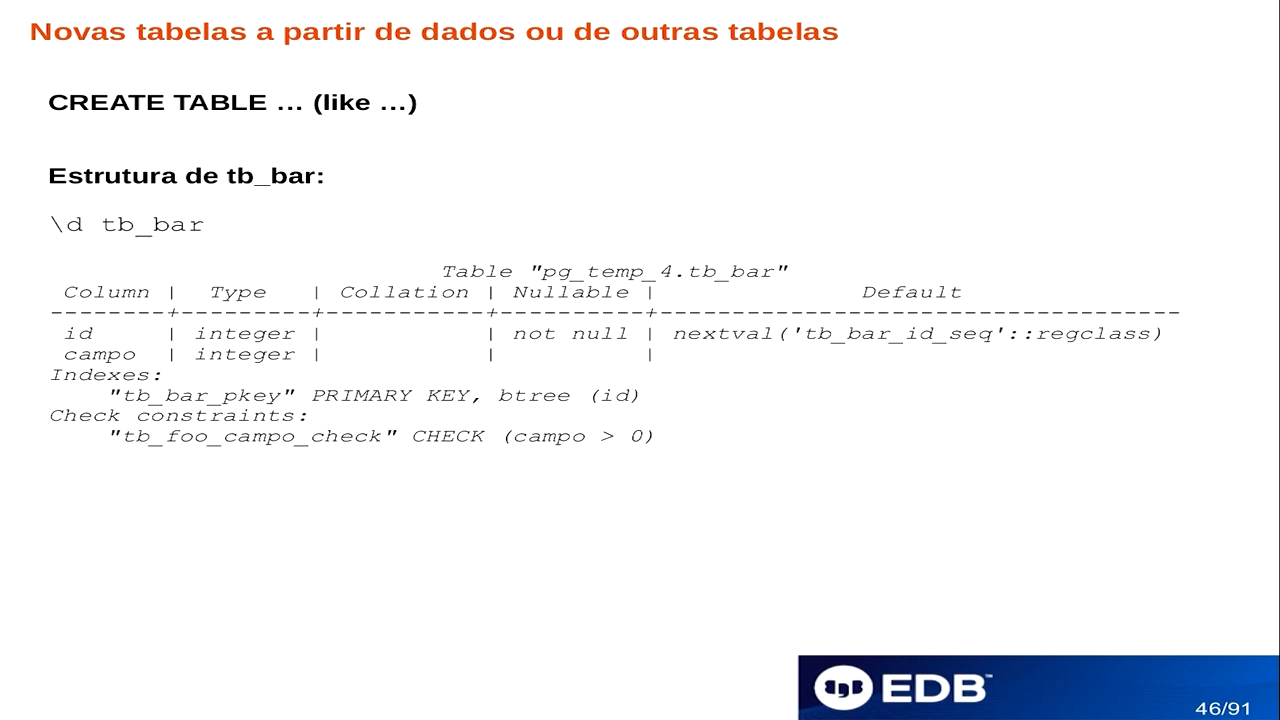 Novas tabelas a partir de dados ou de outras tabelas
CREATE TABLE … (like …)
Estrutura de tb_bar:
\d tb_bar
Table "pg_temp_4.tb_bar"
Column | Type | Collation | Nullable | Default
--------+---------+-----------+----------+------------------------------------
id | integer | | not null | nextval('tb_bar_id_seq'::regclass)
campo | integer | | |
Indexes:
"tb_bar_pkey" PRIMARY KEY, btree (id)
Check constraints:
"tb_foo_campo_check" CHECK (campo > 0)
EDB™
46/91